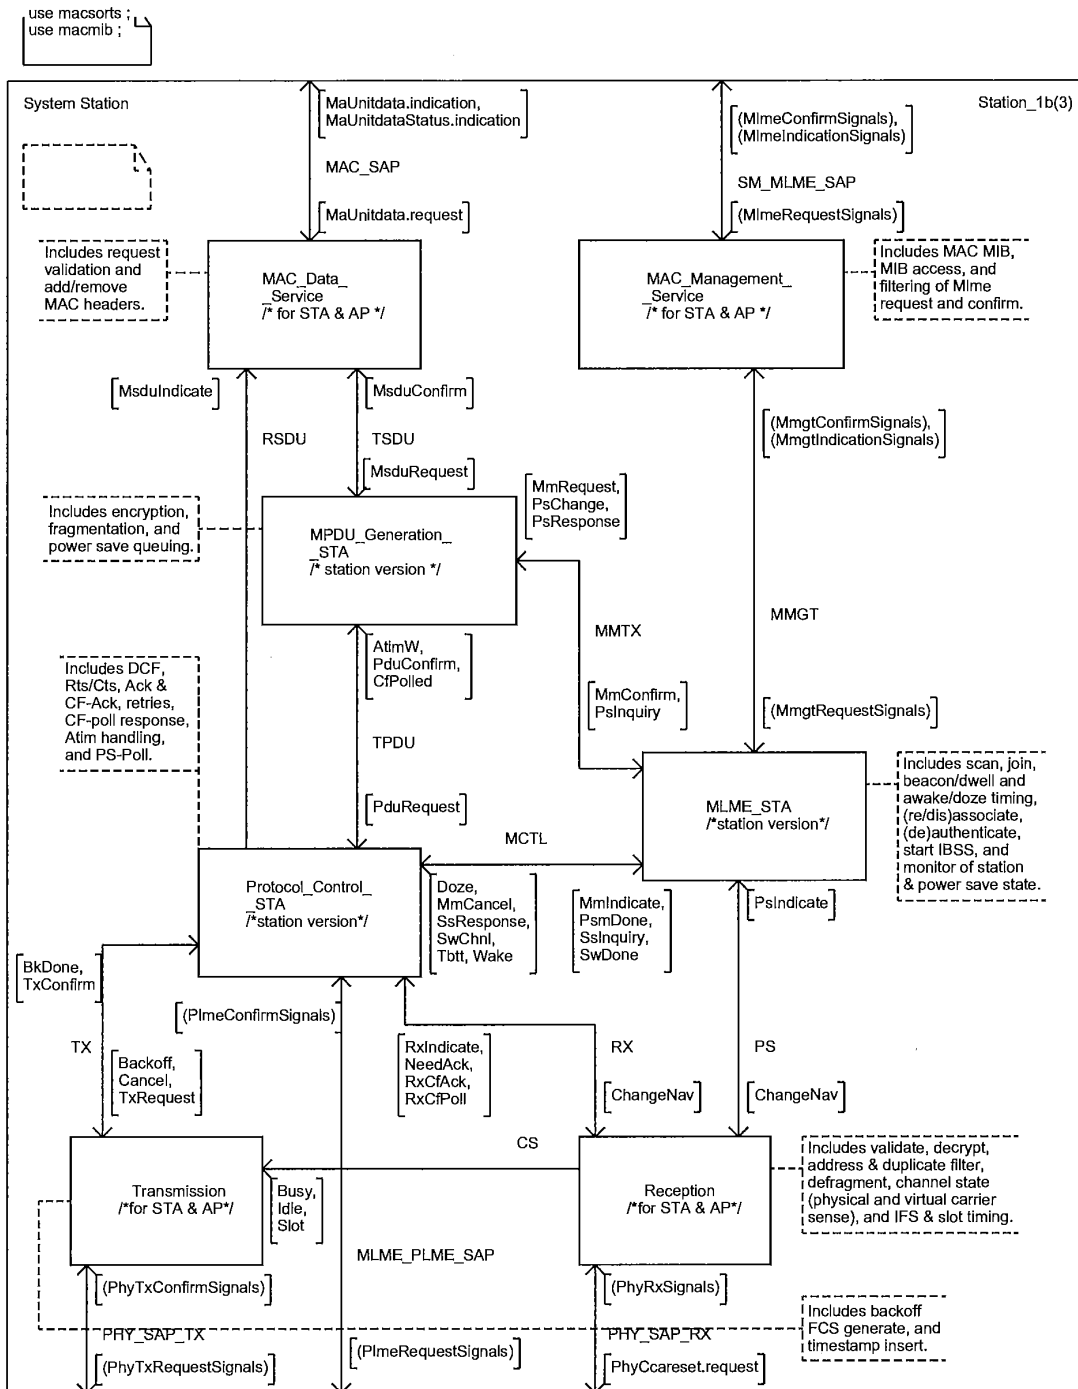 use macsorts ;
use macmib ;
System Station
Station_1b(3)
MaUnitdata.indication,
MaUnitdataStatus.indication
(MlmeConfirmSignals),
(MlmeIndicationSignals)
MAC_SAP
SM_MLME_SAP
MaUnitdata.request
(MlmeRequestSignals)
Includes request
validation and
add/remove
MAC headers.
MAC_Data_
_Service
/* for STA & AP */
MAC_Management_
_Service
/* for STA & AP */
Includes MAC MIB,
MIB access, and
filtering of Mlme
request and confirm.
MsduIndicate
MsduConfirm
RSDU
TSDU
(MmgtConfirmSignals),
(MmgtIndicationSignals)
MsduRequest
MmRequest,
PsChange,
PsResponse
Includes encryption,
fragmentation, and
power save queuing.
MPDU_Generation_
_STA
/* station version */
MMTX
MMGT
AtimW,
PduConfirm,
CfPolled
Includes DCF,
Rts/Cts, Ack &
CF-Ack, retries,
CF-poll response,
Atim handling,
and PS-Poll.
MmConfirm,
PsInquiry
(MmgtRequestSignals)
TPDU
PduRequest
MLME_STA
/*station version*/
Includes scan, join,
beacon/dwell and
awake/doze timing,
(re/dis)associate,
(de)authenticate,
start IBSS, and
monitor of station
& power save state.
MCTL
Protocol_Control_
_STA
/*station version*/
Doze,
MmCancel,
SsResponse,
SwChnl,
Tbtt, Wake
MmIndicate,
PsmDone,
SsInquiry,
SwDone
PsIndicate
BkDone,
TxConfirm
(PlmeConfirmSignals)
TX
Backoff,
Cancel,
TxRequest
RxIndicate,
NeedAck,
RxCfAck,
RxCfPoll
RX
PS
ChangeNav
ChangeNav
CS
Transmission
/*for STA & AP*/
Busy,
Idle,
Slot
Reception
/*for STA & AP*/
Includes validate, decrypt,
address & duplicate filter,
defragment, channel state
(physical and virtual carrier
sense), and IFS & slot timing.
MLME_PLME_SAP
(PhyTxConfirmSignals)
(PhyRxSignals)
Includes backoff
FCS generate, and
timestamp insert.
PHY_SAP_TX
PHY_SAP_RX
(PhyTxRequestSignals)
(PlmeRequestSignals)
PhyCcareset.request